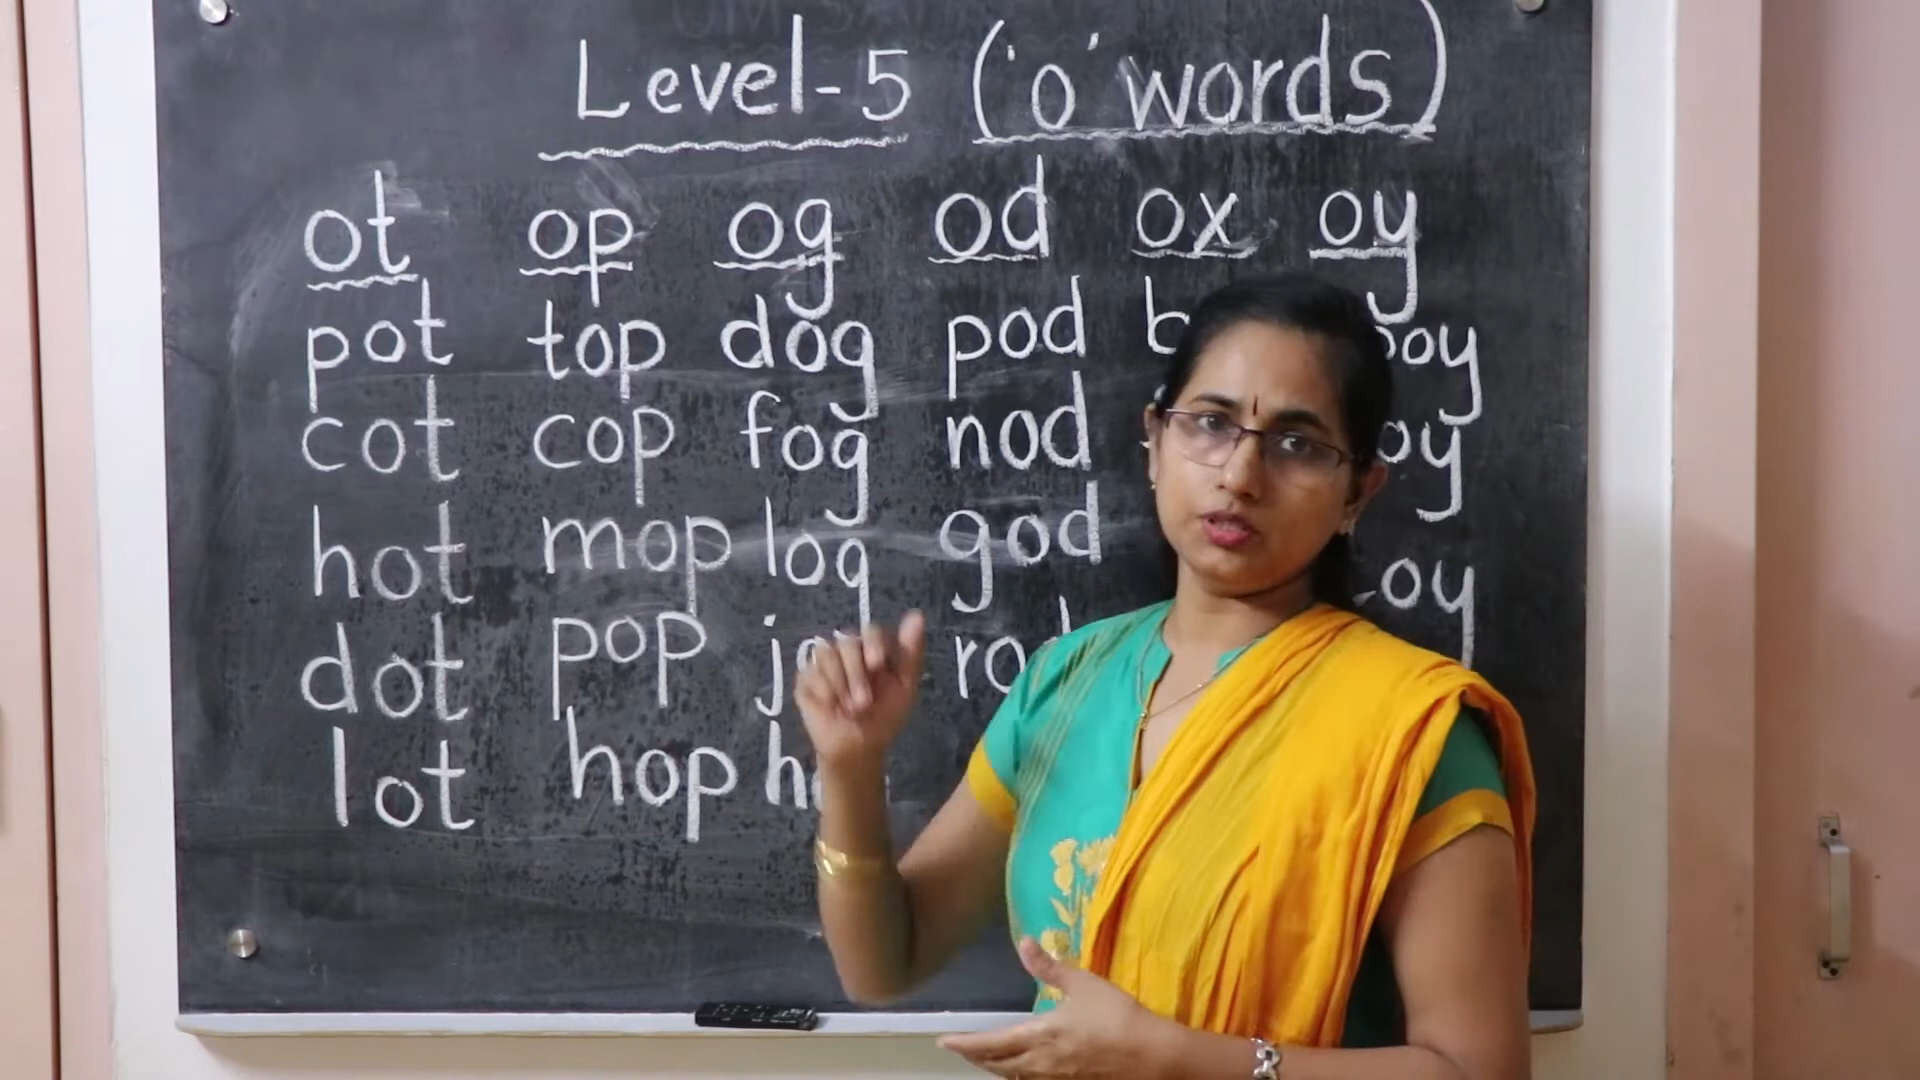 Level-5 ('o' words)
ot op og od ox oy
pot top dog pod
cot cop fog nod
hot mop log god
dot pop
lot hop